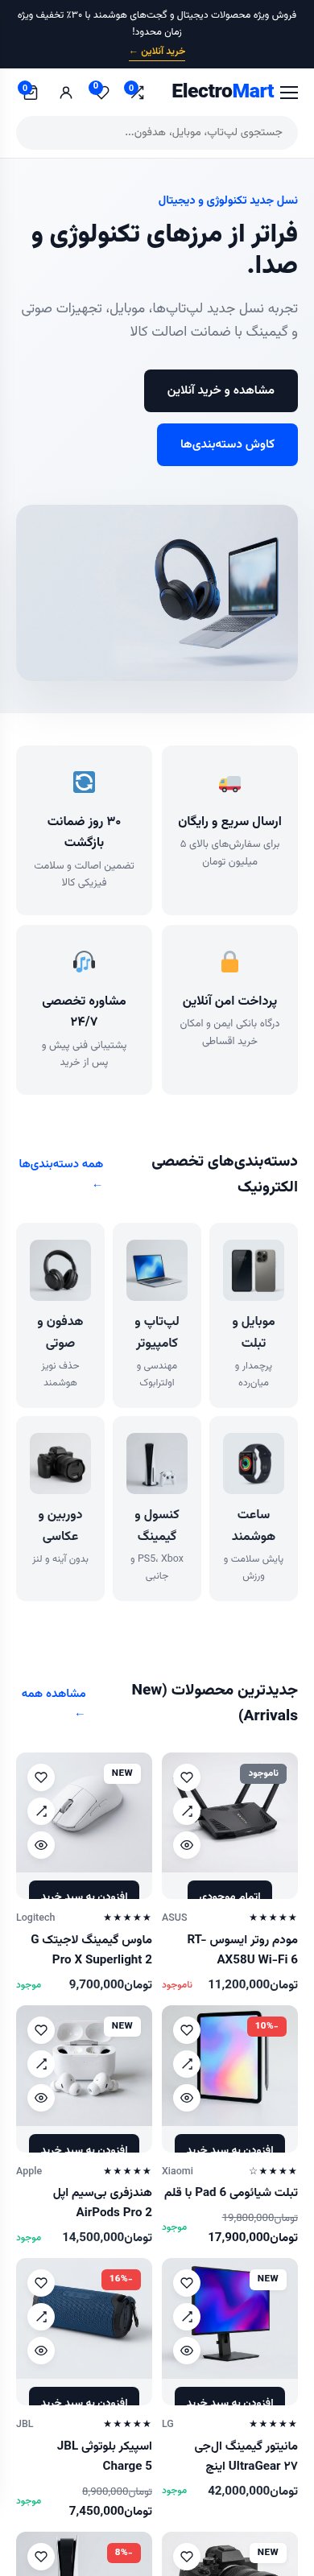 فروش ویژه محصولات دیجیتال و گجت‌های هوشمند با ۳۰٪ تخفیف ویژه
زمان محدود!
خرید آنلاین ←
ElectroMart
0
0
0
جستجوی لپ‌تاپ، موبایل، هدفون...
نسل جدید تکنولوژی و دیجیتال
فراتر از مرزهای تکنولوژی و
صدا.
تجربه نسل جدید لپ‌تاپ‌ها، موبایل، تجهیزات صوتی
و گیمینگ با ضمانت اصالت کالا
مشاهده و خرید آنلاین
کاوش دسته‌بندی‌ها
ارسال سریع و رایگان
برای سفارش‌های بالای ۵
میلیون تومان
۳۰ روز ضمانت
بازگشت
تضمین اصالت و سلامت
فیزیکی کالا
پرداخت امن آنلاین
درگاه بانکی ایمن و امکان
خرید اقساطی
مشاوره تخصصی
۲۴/۷
پشتیبانی فنی پیش و
پس از خرید
دسته‌بندی‌های تخصصی
الکترونیک
همه دسته‌بندی‌ها
←
موبایل و
تبلت
پرچمدار و
میان‌رده
لپ‌تاپ و
کامپیوتر
مهندسی و
اولترابوک
هدفون و
صوتی
حذف نویز
هوشمند
ساعت
هوشمند
پایش سلامت و
ورزش
کنسول و
گیمینگ
PS5، Xbox و
جانبی
دوربین و
عکاسی
بدون آینه و لنز
جدیدترین محصولات (New
Arrivals)
مشاهده همه
←
ناموجود
اتمام موجودی
ASUS
★★★★★
مودم روتر ایسوس RT-
AX58U Wi-Fi 6
تومان11,200,000
ناموجود
NEW
افزودن به سبد خرید
Logitech
★★★★★
ماوس گیمینگ لاجیتک G
Pro X Superlight 2
تومان9,700,000
موجود
-10%
افزودن به سبد خرید
Xiaomi
★★★★☆
تبلت شیائومی Pad 6 با قلم
تومان19,800,000
تومان17,900,000
موجود
NEW
افزودن به سبد خرید
Apple
★★★★★
هندزفری بی‌سیم اپل
AirPods Pro 2
تومان14,500,000
موجود
NEW
افزودن به سبد خرید
LG
★★★★★
مانیتور گیمینگ ال‌جی
UltraGear ۲۷ اینچ
تومان42,000,000
موجود
-16%
افزودن به سبد خرید
JBL
★★★★★
اسپیکر بلوتوثی JBL
Charge 5
تومان8,900,000
تومان7,450,000
موجود
NEW
-8%